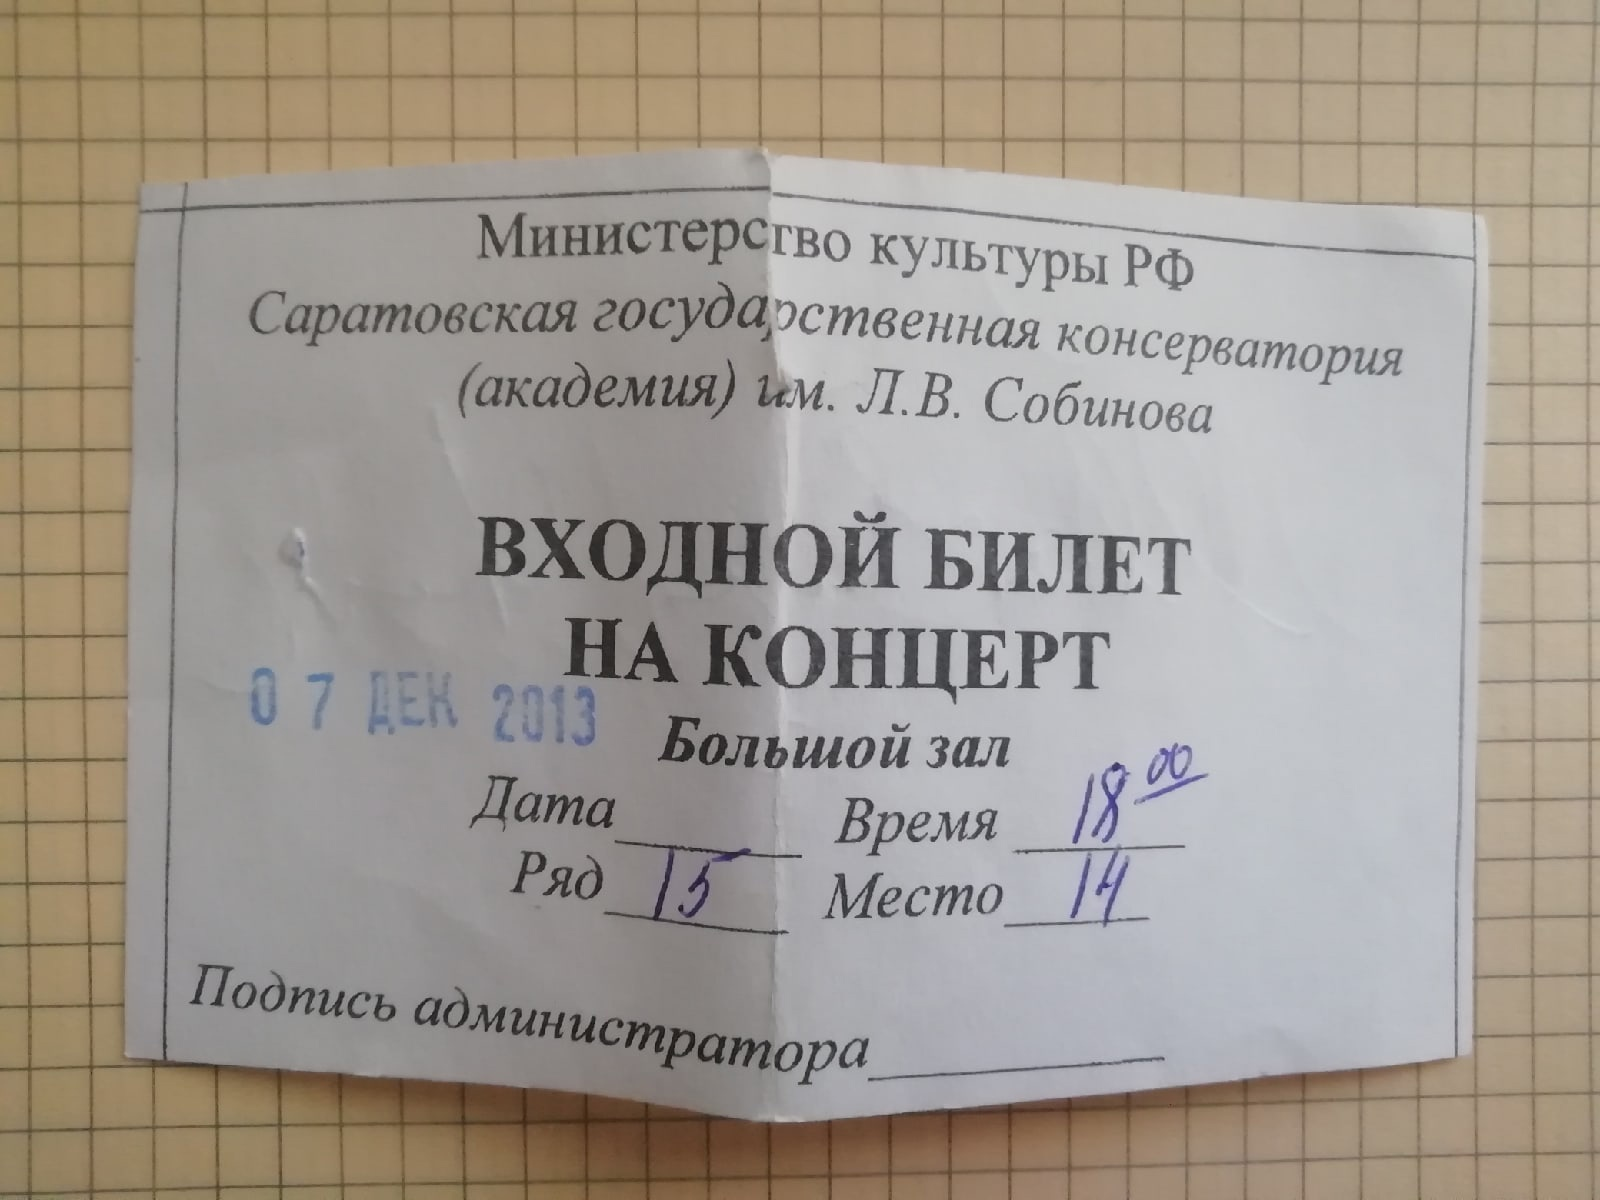 Министерство культуры РФ
Саратовская государственная консерватория
(академия) им. Л.В. Собинова
ВХОДНОЙ БИЛЕТ
НА КОНЦЕРТ
07 ДЕК 2013
Большой зал
Дата Время 18 00
Ряд 15 Место 14
Подпись администратора